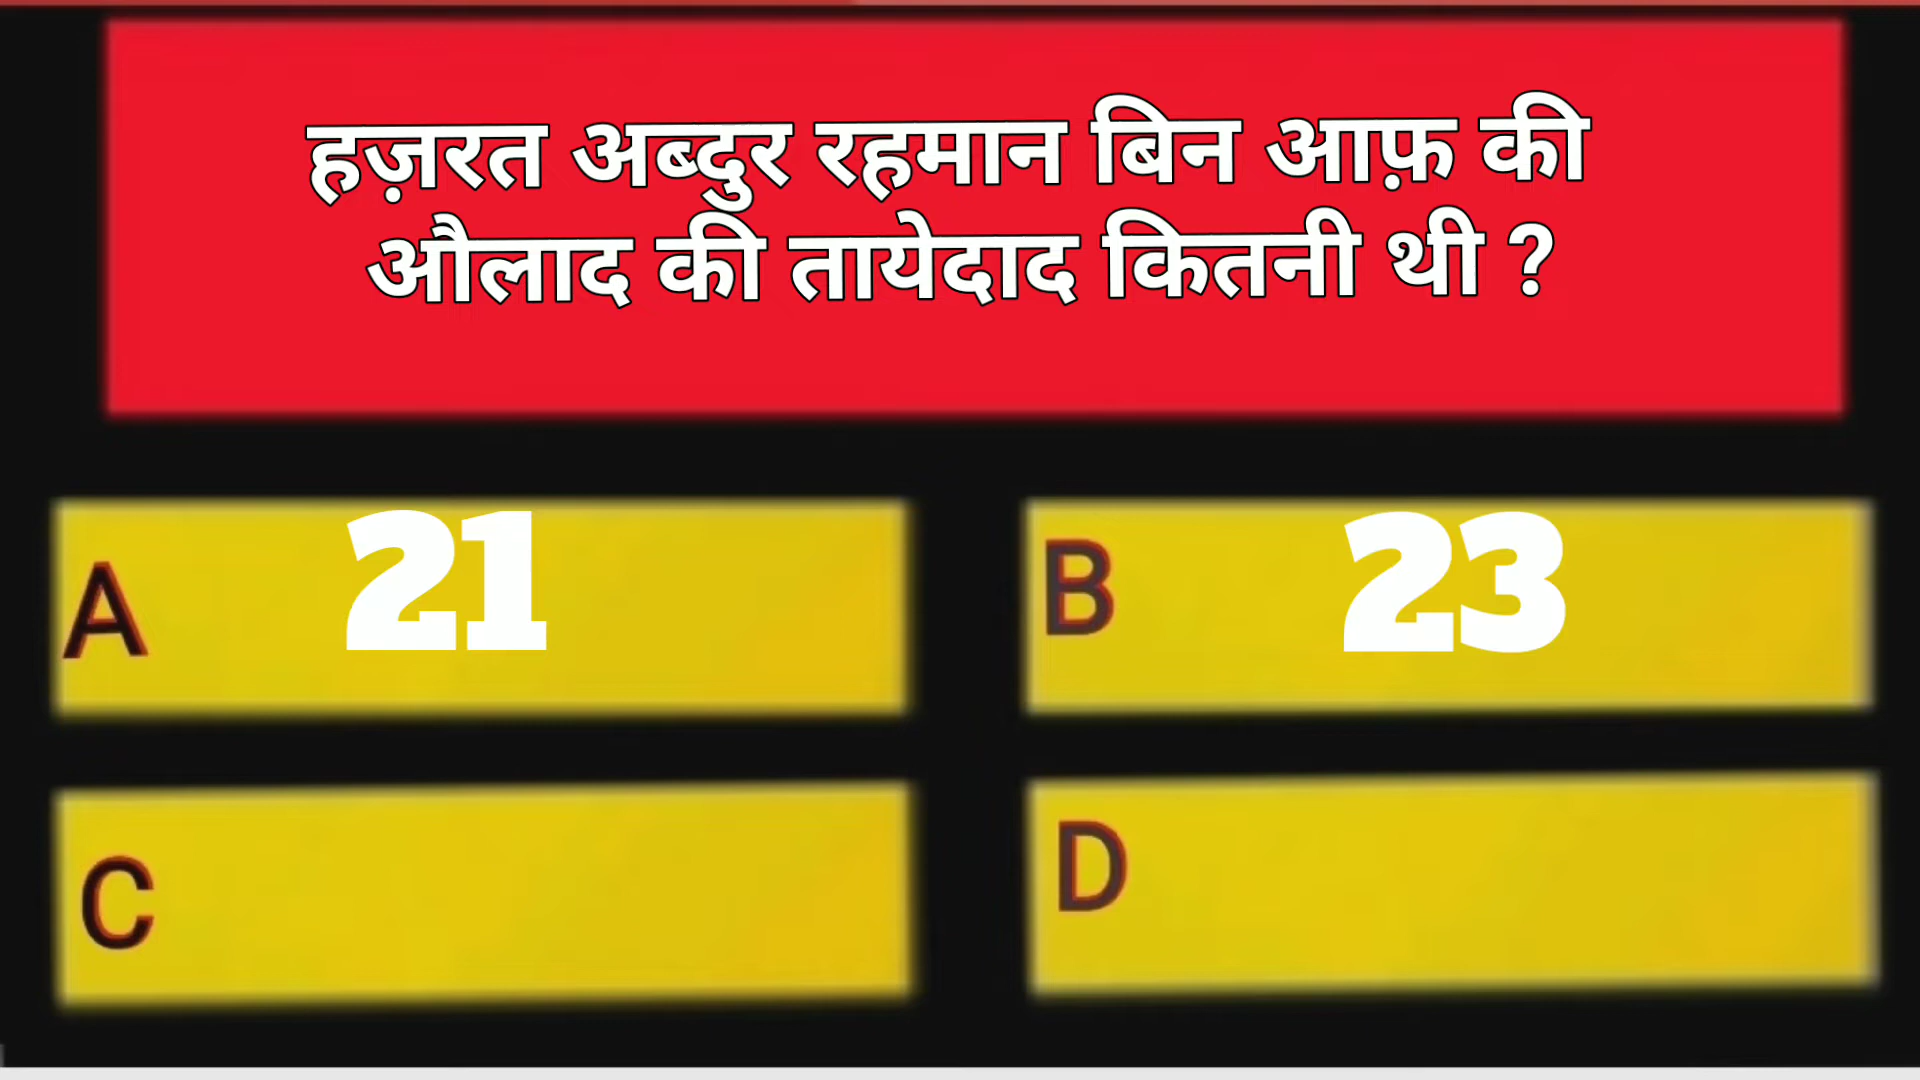 हज़रत अब्दुर रहमान बिन आफ़ की
औलाद की तायेदाद कितनी थी ?
A 21
B 23
C
D